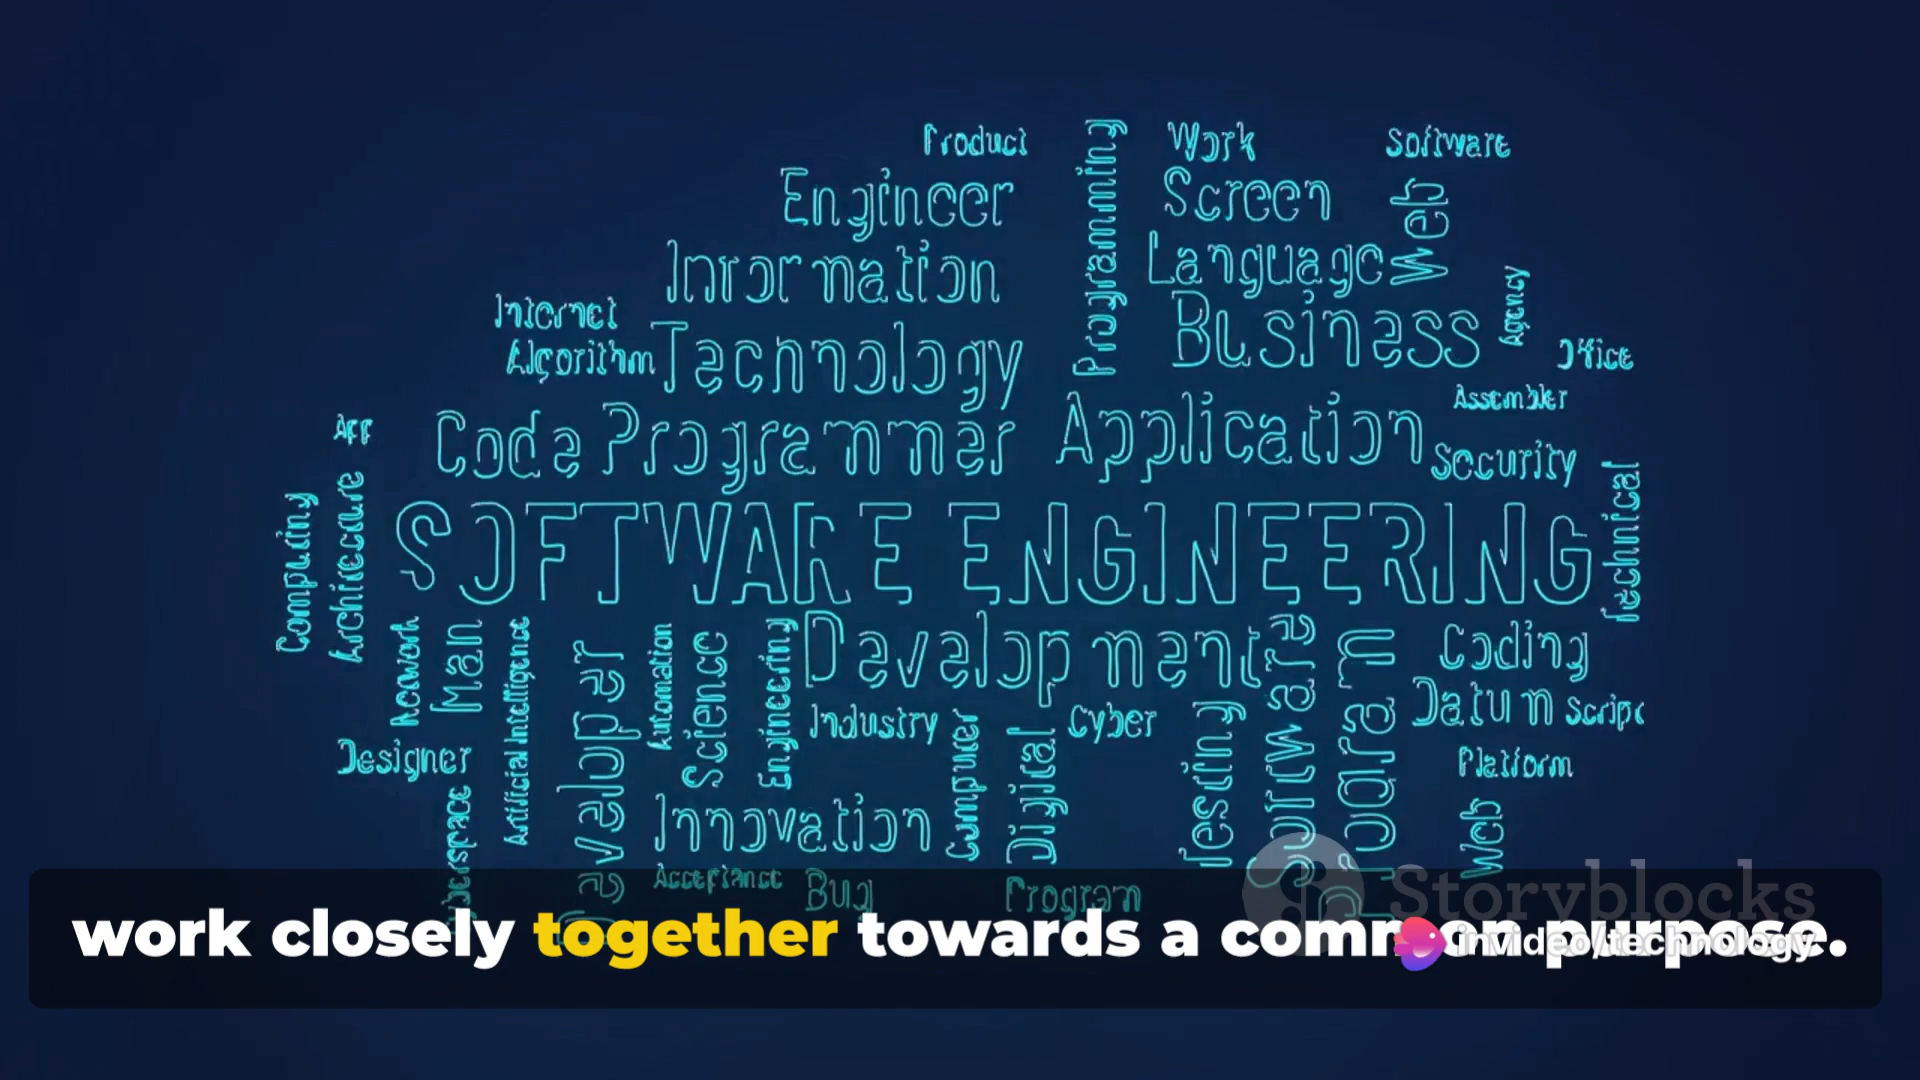 Product
Work
Software
Programming
Engineer
Screen
Web
Information
Language
Agency
Internet
Business
Algorithm
Technology
Office
Assembler
App
Code Programmer
Application
Security
Computing
Architecture
SOFTWARE ENGINEERING
Technical
Man
Artificial Intelligence
Developer
Automation
Science
Engineering
Development
Software
Program
Coding
Datum
Script
Industry
Computer
Digital
Cyber
Testing
Designer
Platform
Innovation
Web
Acceptance
Bug
Program
Storyblocks
work closely together towards a common purpose.